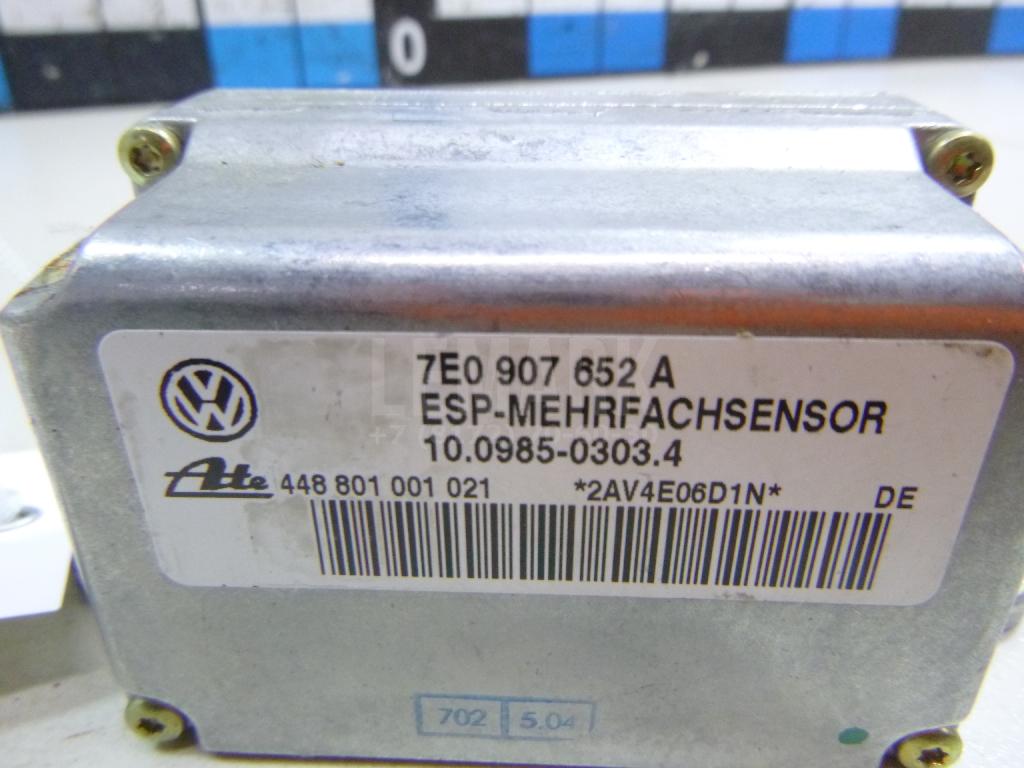 0
7E0 907 652 A
ESP-MEHRFACHSENSOR
10.0985-0303.4
Ate 448 801 001 021 *2AV4E06D1N* DE
702 5.04